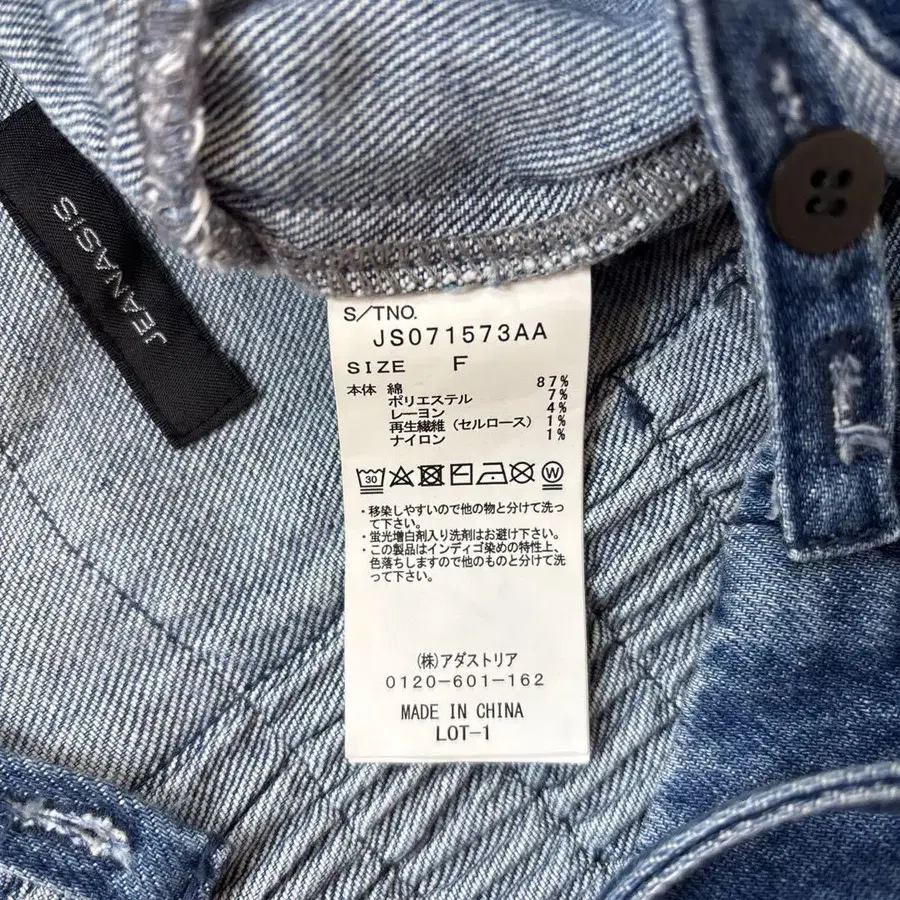 JEANASIS
S/TNO.
JS071573AA
SIZE F
本体 綿 87%
ポリエステル 7%
レーヨン 4%
再生繊維(セルロース) 1%
ナイロン 1%
30 W
・移染しやすいので他の物と分けて洗っ
て下さい。
・蛍光増白剤入り洗剤はお避け下さい。
・この製品はインディゴ染めの特性上、
色落ちしますので他のものと分けて洗
って下さい。
(株)アダストリア
0120-601-162
MADE IN CHINA
LOT-1